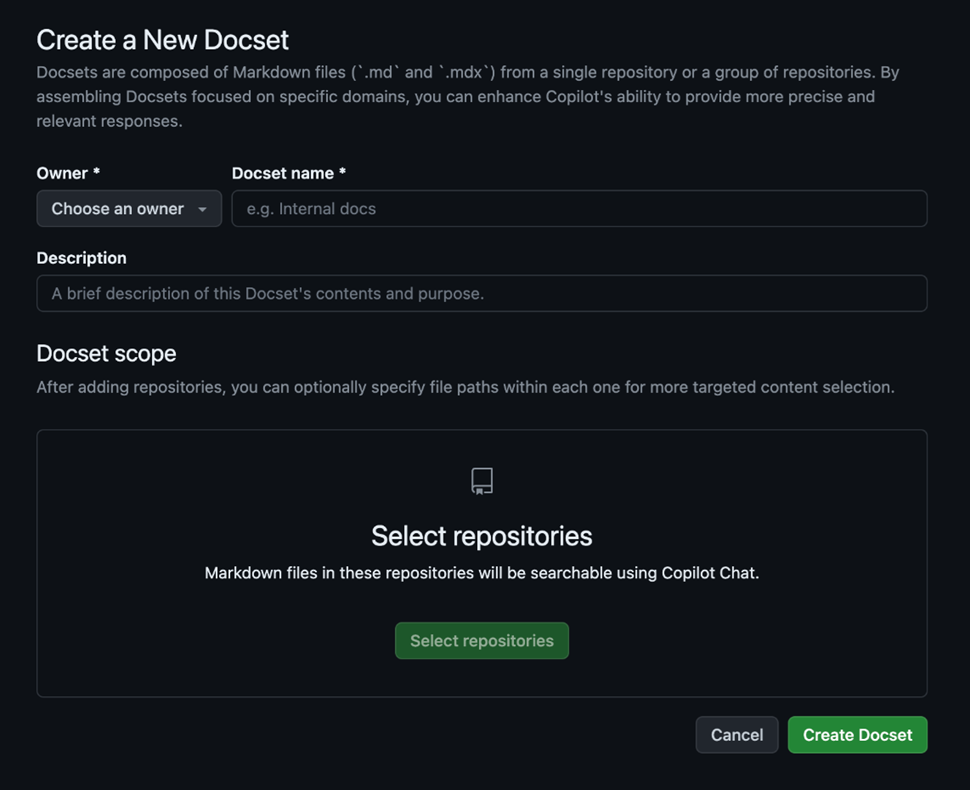 Create a New Docset
Docsets are composed of Markdown files (`.md` and `.mdx`) from a single repository or a group of repositories. By
assembling Docsets focused on specific domains, you can enhance Copilot's ability to provide more precise and
relevant responses.
Owner *
Docset name *
Choose an owner
e.g. Internal docs
Description
A brief description of this Docset's contents and purpose.
Docset scope
After adding repositories, you can optionally specify file paths within each one for more targeted content selection.
Select repositories
Markdown files in these repositories will be searchable using Copilot Chat.
Select repositories
Cancel
Create Docset